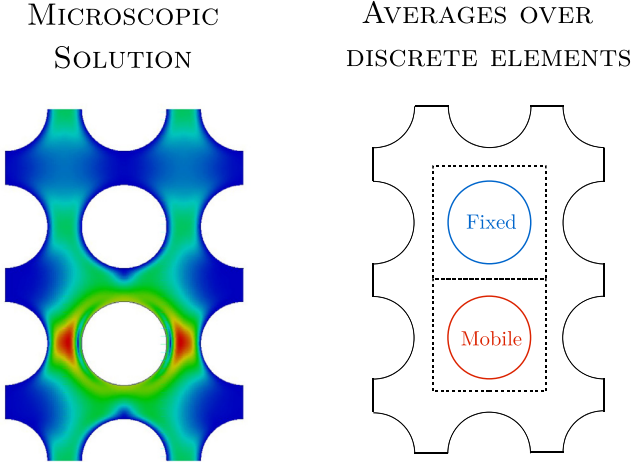 Microscopic
Solution
Averages over
discrete elements
Fixed
Mobile